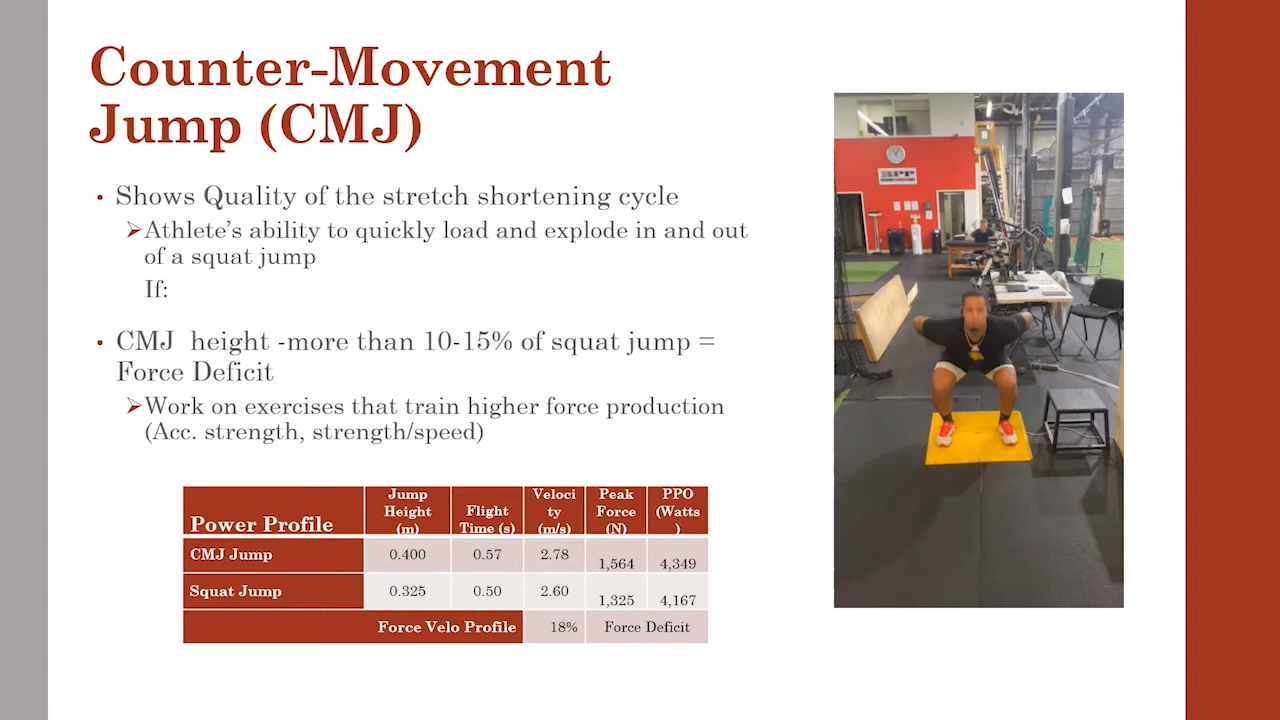 Counter-Movement
Jump (CMJ)
• Shows Quality of the stretch shortening cycle
➢Athlete's ability to quickly load and explode in and out
of a squat jump
If:
• CMJ  height -more than 10-15% of squat jump =
Force Deficit
➢Work on exercises that train higher force production
(Acc. strength, strength/speed)
Power Profile Jump Height (m) Flight Time (s) Veloci ty (m/s) Peak Force (N) PPO (Watts )
CMJ Jump 0.400 0.57 2.78 1,564 4,349
Squat Jump 0.325 0.50 2.60 1,325 4,167
Force Velo Profile 18% Force Deficit